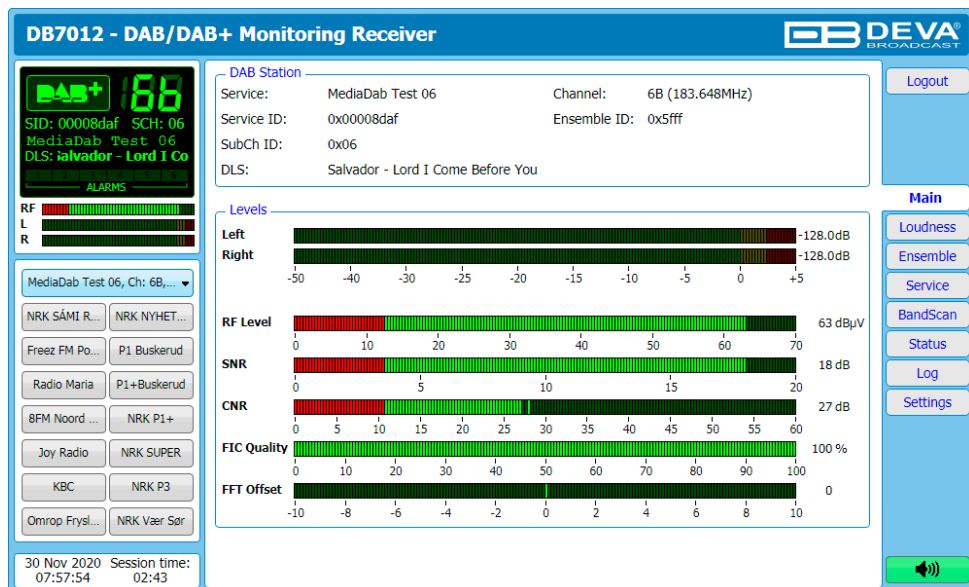 DB7012 - DAB/DAB+ Monitoring Receiver
DEVA
BROADCAST
DAB+ 6b
SID: 00008daf SCH: 06
MediaDab Test 06
DLS: Salvador - Lord I Co
1 2 3 4 5 6
ALARMS
RF
L
R
MediaDab Test 06, Ch: 6B,...
NRK SÁMI R... NRK NYHET...
Freez FM Po... P1 Buskerud
Radio Maria P1+Buskerud
8FM Noord ... NRK P1+
Joy Radio NRK SUPER
KBC NRK P3
Omrop Frysl... NRK Vær Sør
30 Nov 2020 Session time:
07:57:54 02:43
DAB Station
Service: MediaDab Test 06 Channel: 6B (183.648MHz)
Service ID: 0x00008daf Ensemble ID: 0x5fff
SubCh ID: 0x06
DLS: Salvador - Lord I Come Before You
Levels
Left -128.0dB
Right -128.0dB
-50 -40 -30 -25 -20 -15 -10 -5 0 +5
RF Level 63 dBµV
0 10 20 30 40 50 60 70
SNR 18 dB
0 5 10 15 20
CNR 27 dB
0 5 10 15 20 25 30 35 40 45 50 55 60
FIC Quality 100 %
0 10 20 30 40 50 60 70 80 90 100
FFT Offset 0
-10 -8 -6 -4 -2 0 2 4 6 8 10
Logout
Main
Loudness
Ensemble
Service
BandScan
Status
Log
Settings